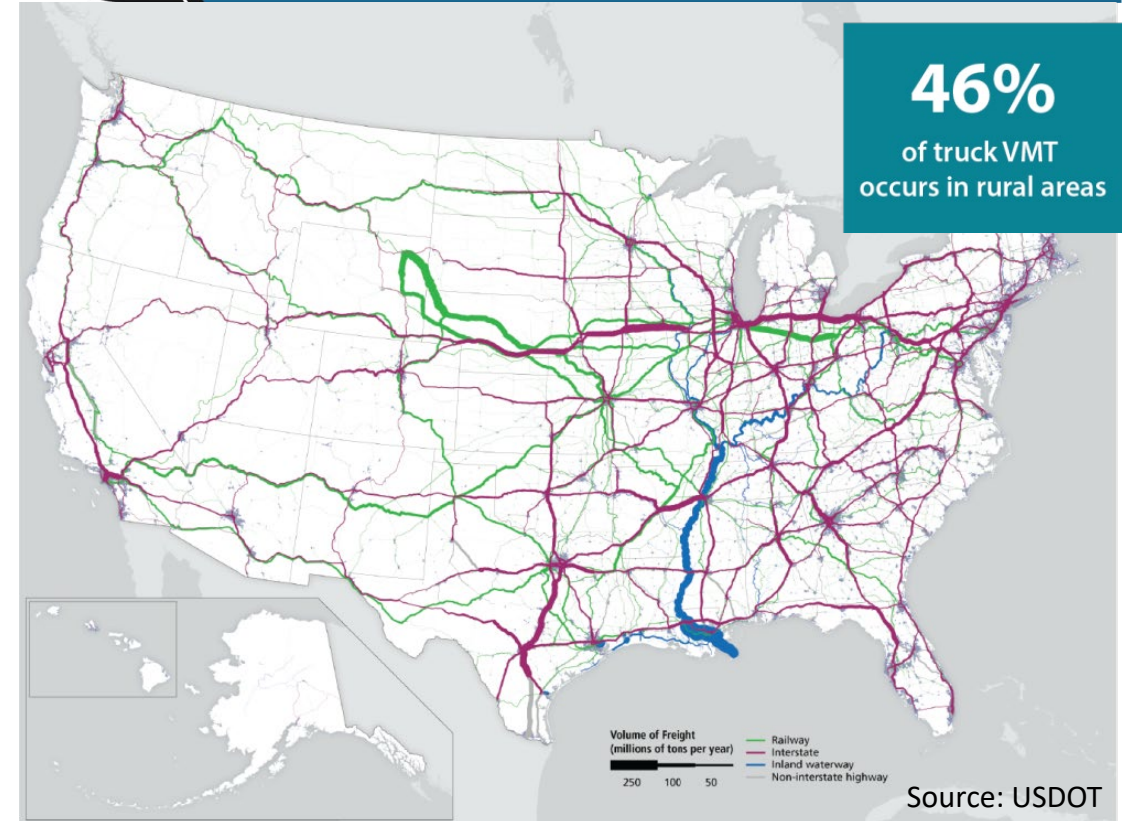 46%
of truck VMT
occurs in rural areas
Volume of Freight
(millions of tons per year)
250 100 50
Railway
Interstate
Inland waterway
Non-interstate highway
Source: USDOT